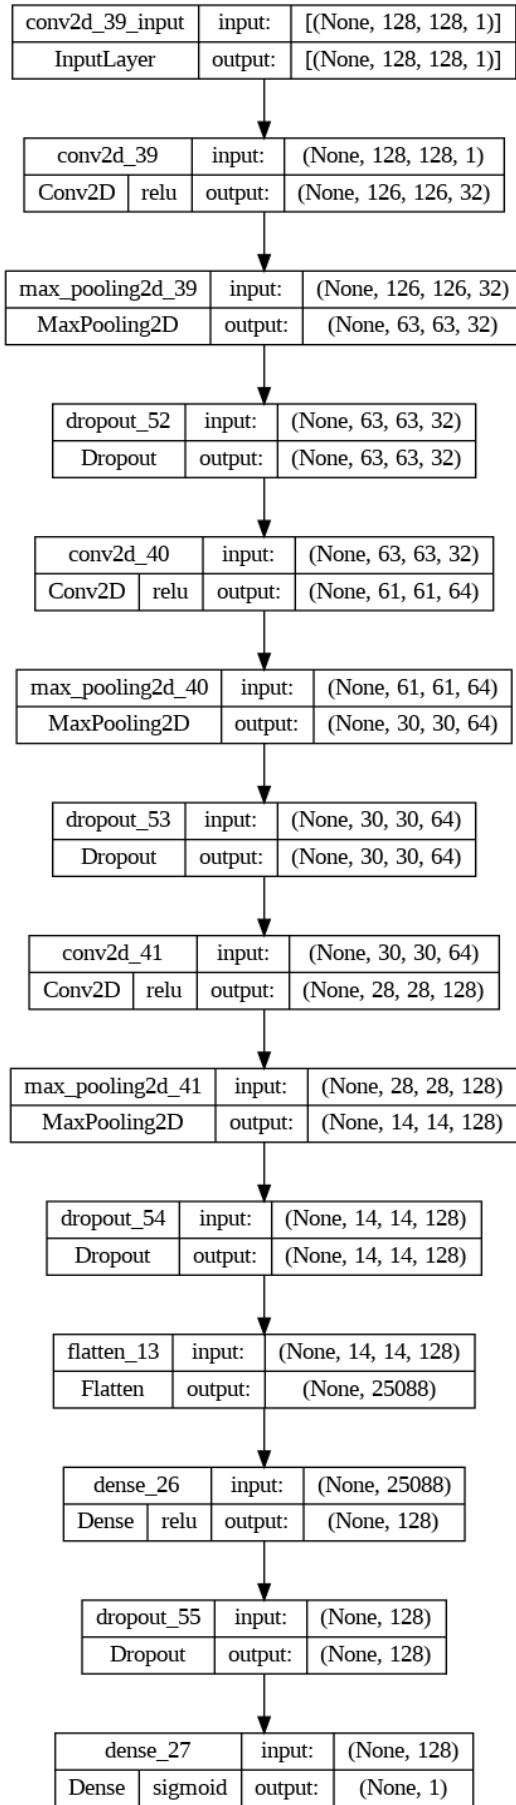 conv2d_39_input input: [(None, 128, 128, 1)]
InputLayer output: [(None, 128, 128, 1)]
conv2d_39 input: (None, 128, 128, 1)
Conv2D relu output: (None, 126, 126, 32)
max_pooling2d_39 input: (None, 126, 126, 32)
MaxPooling2D output: (None, 63, 63, 32)
dropout_52 input: (None, 63, 63, 32)
Dropout output: (None, 63, 63, 32)
conv2d_40 input: (None, 63, 63, 32)
Conv2D relu output: (None, 61, 61, 64)
max_pooling2d_40 input: (None, 61, 61, 64)
MaxPooling2D output: (None, 30, 30, 64)
dropout_53 input: (None, 30, 30, 64)
Dropout output: (None, 30, 30, 64)
conv2d_41 input: (None, 30, 30, 64)
Conv2D relu output: (None, 28, 28, 128)
max_pooling2d_41 input: (None, 28, 28, 128)
MaxPooling2D output: (None, 14, 14, 128)
dropout_54 input: (None, 14, 14, 128)
Dropout output: (None, 14, 14, 128)
flatten_13 input: (None, 14, 14, 128)
Flatten output: (None, 25088)
dense_26 input: (None, 25088)
Dense relu output: (None, 128)
dropout_55 input: (None, 128)
Dropout output: (None, 128)
dense_27 input: (None, 128)
Dense sigmoid output: (None, 1)